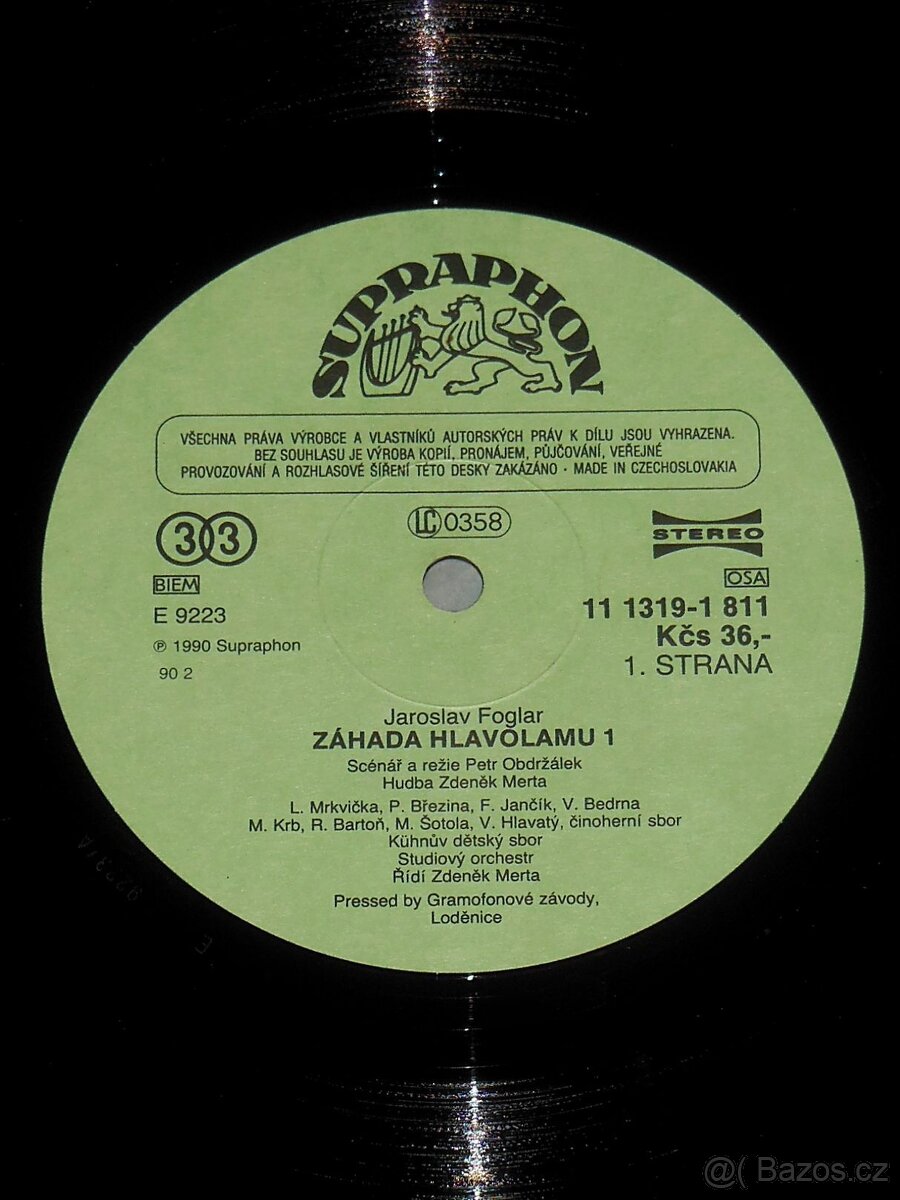 SUPRAPHON
VŠECHNA PRÁVA VÝROBCE A VLASTNÍKŮ AUTORSKÝCH PRÁV K DÍLU JSOU VYHRAZENA.
BEZ SOUHLASU JE VÝROBA KOPIÍ, PRONÁJEM, PŮJČOVÁNÍ, VEŘEJNÉ
PROVOZOVÁNÍ A ROZHLASOVÉ ŠÍŘENÍ TÉTO DESKY ZAKÁZÁNO · MADE IN CZECHOSLOVAKIA
33
LC 0358
STEREO
BIEM
OSA
E 9223
11 1319-1 811
Kčs 36,-
℗ 1990 Supraphon
1. STRANA
90 2
Jaroslav Foglar
ZÁHADA HLAVOLAMU 1
Scénář a režie Petr Obdržálek
Hudba Zdeněk Merta
L. Mrkvička, P. Březina, F. Jančík, V. Bedrna
M. Krb, R. Bartoň, M. Šotola, V. Hlavatý, činoherní sbor
Kühnův dětský sbor
Studiový orchestr
Řídí Zdeněk Merta
Pressed by Gramofonové závody,
Loděnice
@( Bazos.cz